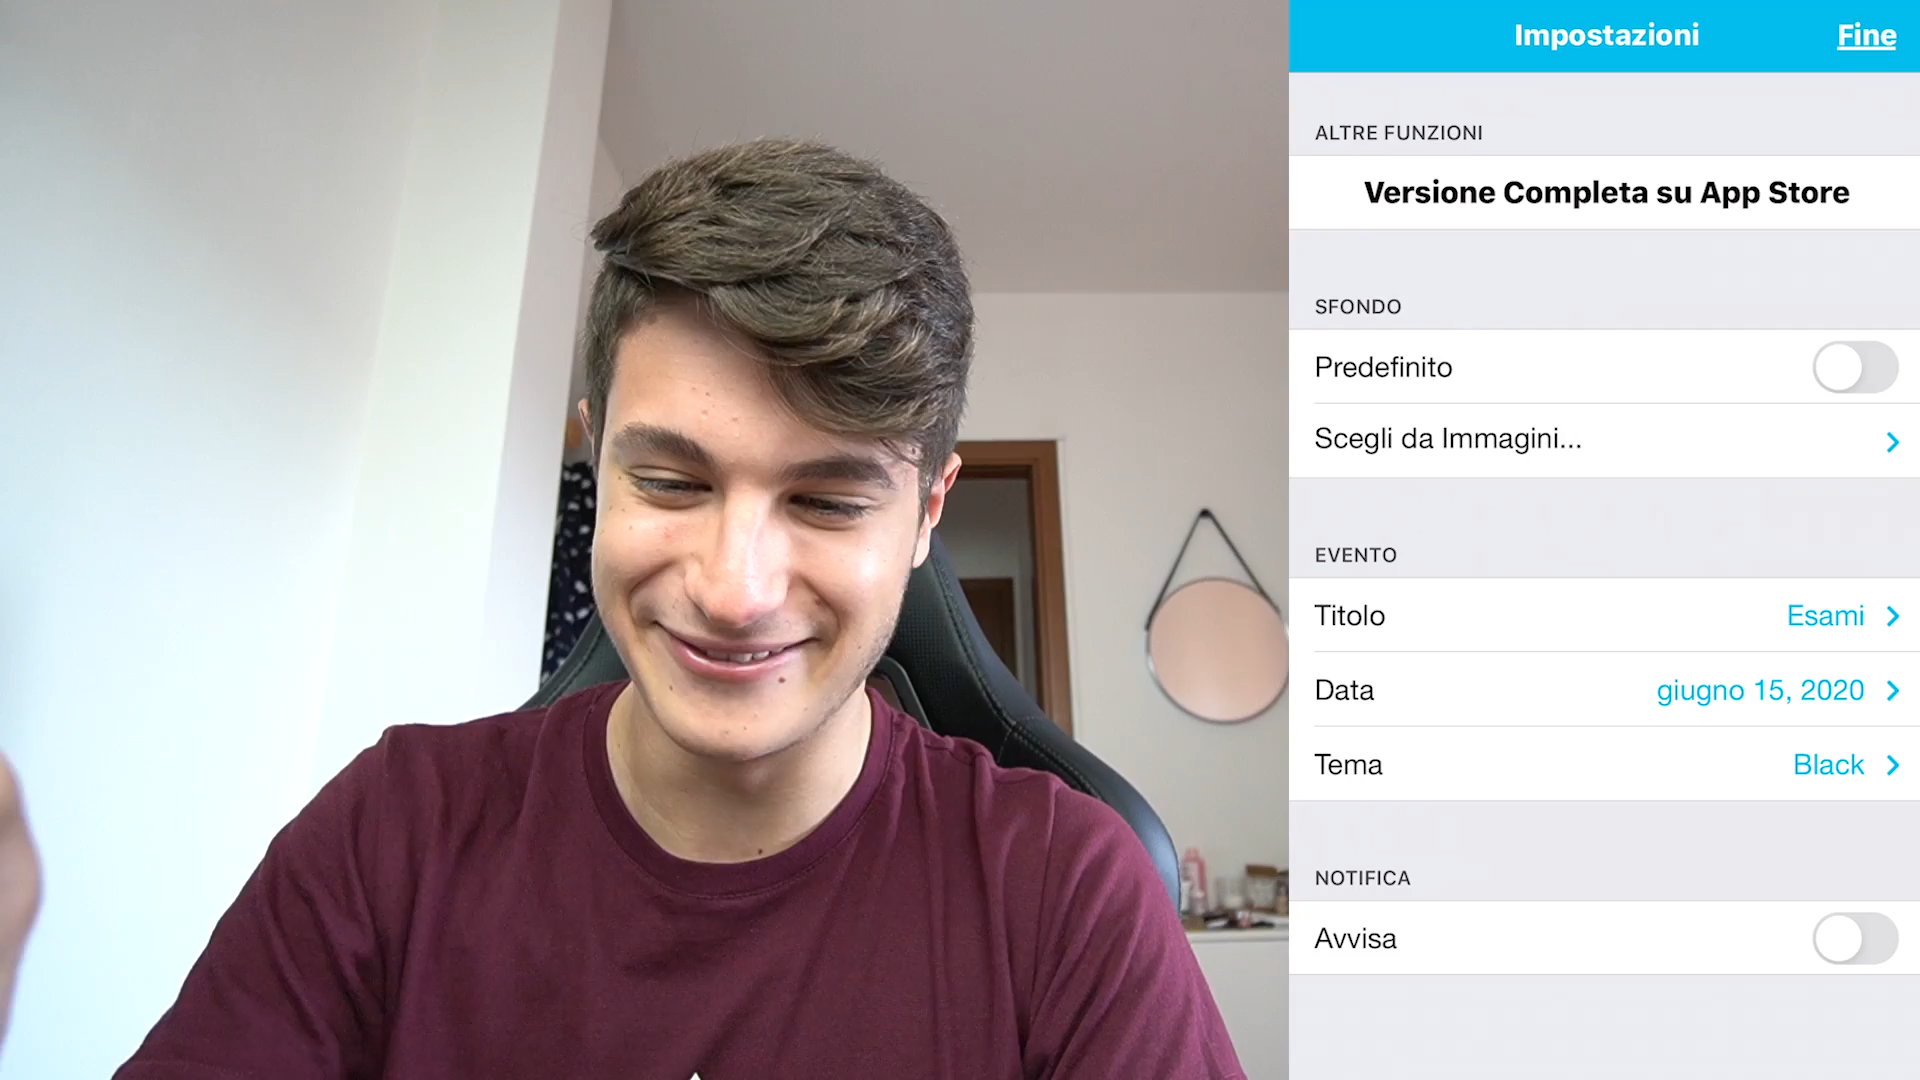 Impostazioni
Fine
ALTRE FUNZIONI
Versione Completa su App Store
SFONDO
Predefinito
Scegli da Immagini...
EVENTO
Titolo Esami
Data giugno 15, 2020
Tema Black
NOTIFICA
Avvisa